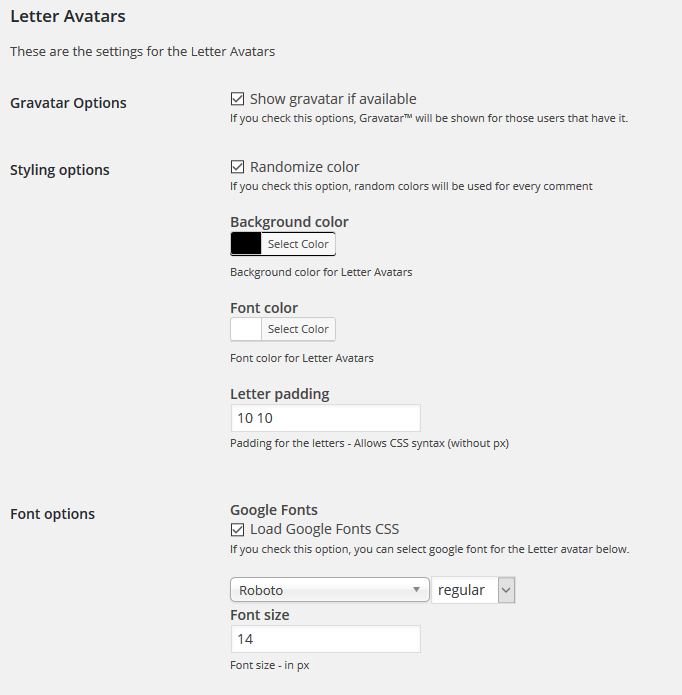 Letter Avatars
These are the settings for the Letter Avatars
Gravatar Options
Show gravatar if available
If you check this options, Gravatar™ will be shown for those users that have it.
Styling options
Randomize color
If you check this option, random colors will be used for every comment
Background color
Select Color
Background color for Letter Avatars
Font color
Select Color
Font color for Letter Avatars
Letter padding
10 10
Padding for the letters - Allows CSS syntax (without px)
Font options
Google Fonts
Load Google Fonts CSS
If you check this option, you can select google font for the Letter avatar below.
Roboto regular
Font size
14
Font size - in px